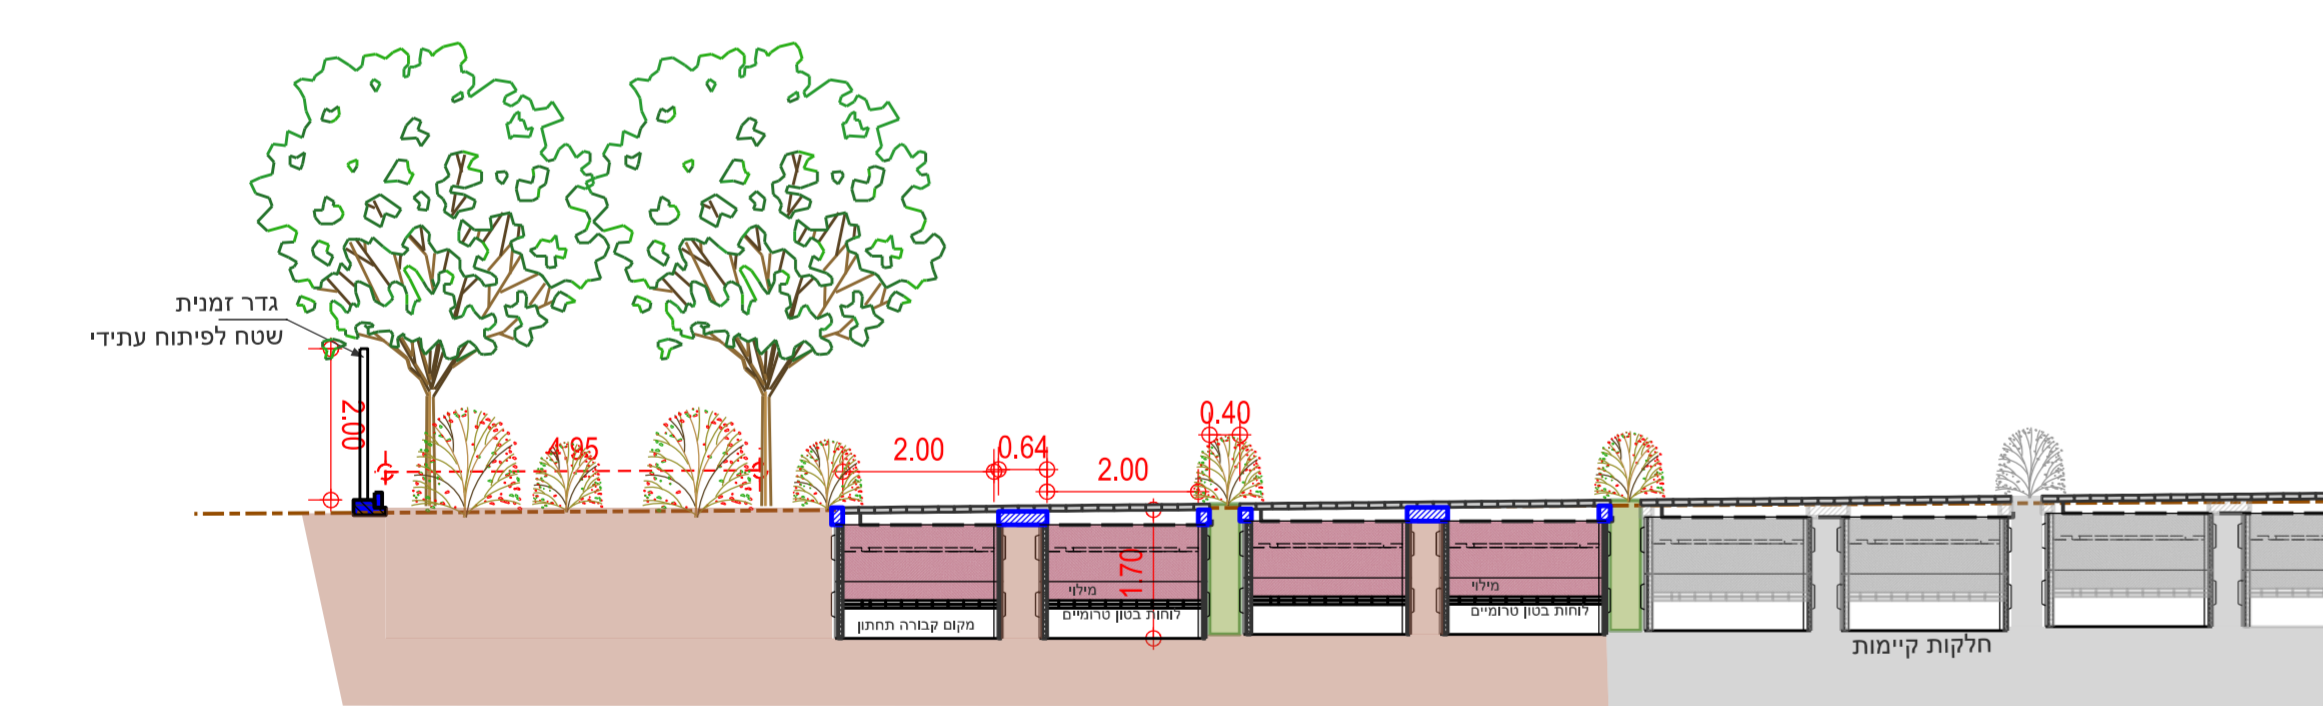 גדר זמנית
שטח לפיתוח עתידי
2.00
4.95
2.00
0.64
2.00
0.40
1.70
מילוי
לוחות בטון טרומיים
מקום קבורה תחתון
מילוי
לוחות בטון טרומיים
חלקות קיימות